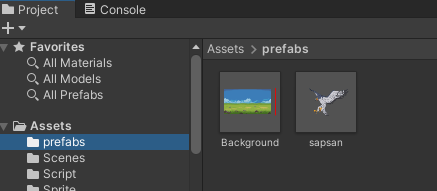 Project
Console
Favorites
All Materials
All Models
All Prefabs
Assets
prefabs
Scenes
Script
Sprite
Assets > prefabs
Background
sapsan